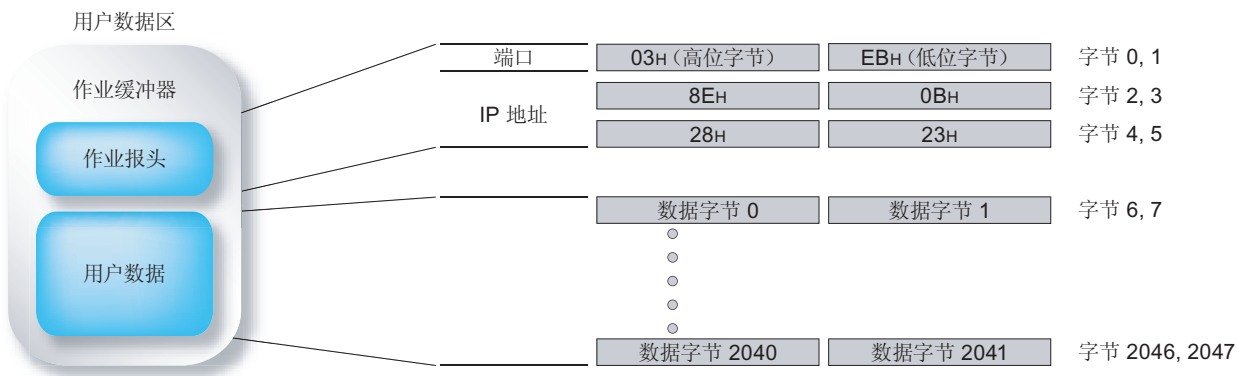 用户数据区
作业缓冲器
作业报头
用户数据
端口 03H（高位字节） EBH（低位字节） 字节 0, 1
IP 地址
8EH 0BH 字节 2, 3
28H 23H 字节 4, 5
数据字节 0 数据字节 1 字节 6, 7
数据字节 2040 数据字节 2041 字节 2046, 2047